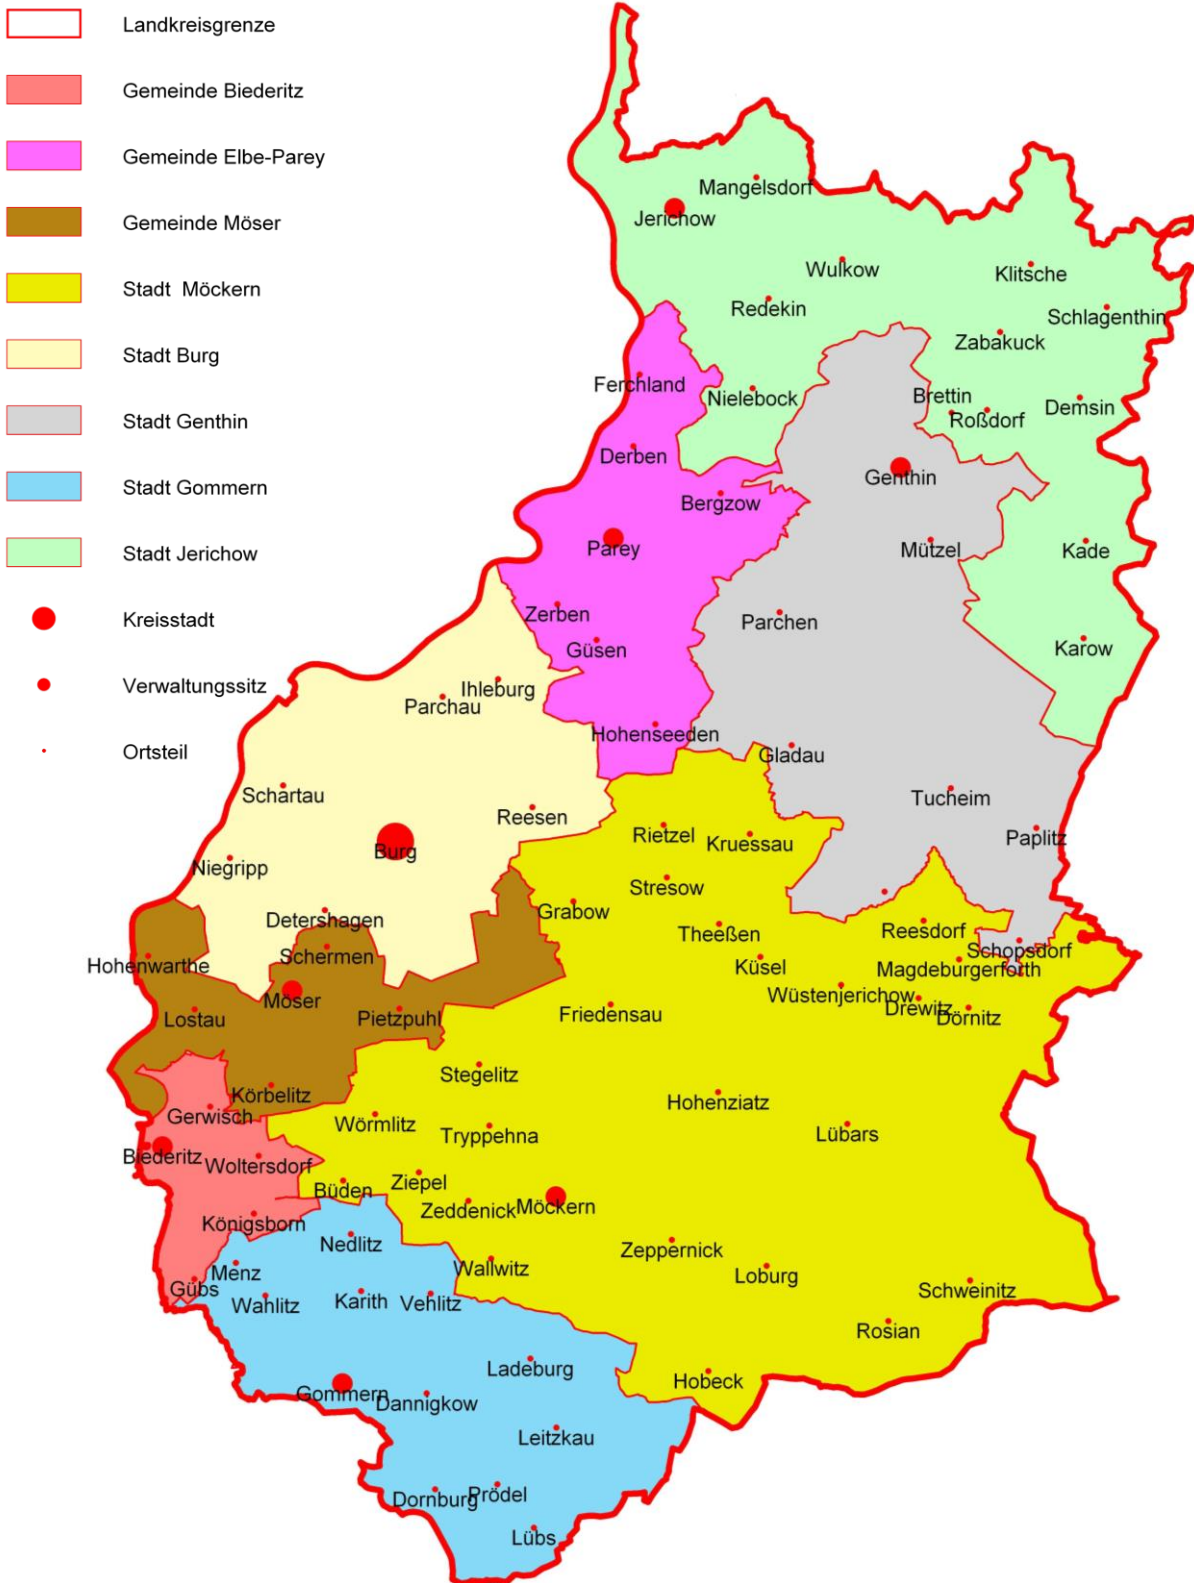 Landkreisgrenze
Gemeinde Biederitz
Gemeinde Elbe-Parey
Gemeinde Möser
Stadt Möckern
Stadt Burg
Stadt Genthin
Stadt Gommern
Stadt Jerichow
Kreisstadt
Verwaltungssitz
Ortsteil
Mangelsdorf
Jerichow
Wulkow
Klitsche
Redekin
Schlagenthin
Zabakuck
Ferchland
Nielebock
Brettin
Roßdorf
Demsin
Derben
Genthin
Bergzow
Parey
Mützel
Kade
Zerben
Parchen
Güsen
Karow
Ihleburg
Parchau
Hohenseeden
Gladau
Schartau
Tucheim
Reesen
Rietzel
Kruessau
Paplitz
Burg
Niegripp
Stresow
Grabow
Detershagen
Theeßen
Reesdorf
Schermen
Schopsdorf
Hohenwarthe
Küsel
Magdeburgerforth
Möser
Wüstenjerichow
Lostau
Pietzpuhl
Friedensau
Drewitz
Dörnitz
Stegelitz
Körbelitz
Hohenziatz
Gerwisch
Wörmlitz
Tryppehna
Lübars
Biederitz
Woltersdorf
Büden
Ziepel
Zeddenick
Möckern
Königsborn
Nedlitz
Zeppernick
Menz
Wallwitz
Loburg
Gübs
Schweinitz
Wahlitz
Karith
Vehlitz
Rosian
Ladeburg
Hobeck
Gommern
Dannigkow
Leitzkau
Dornburg
Prödel
Lübs